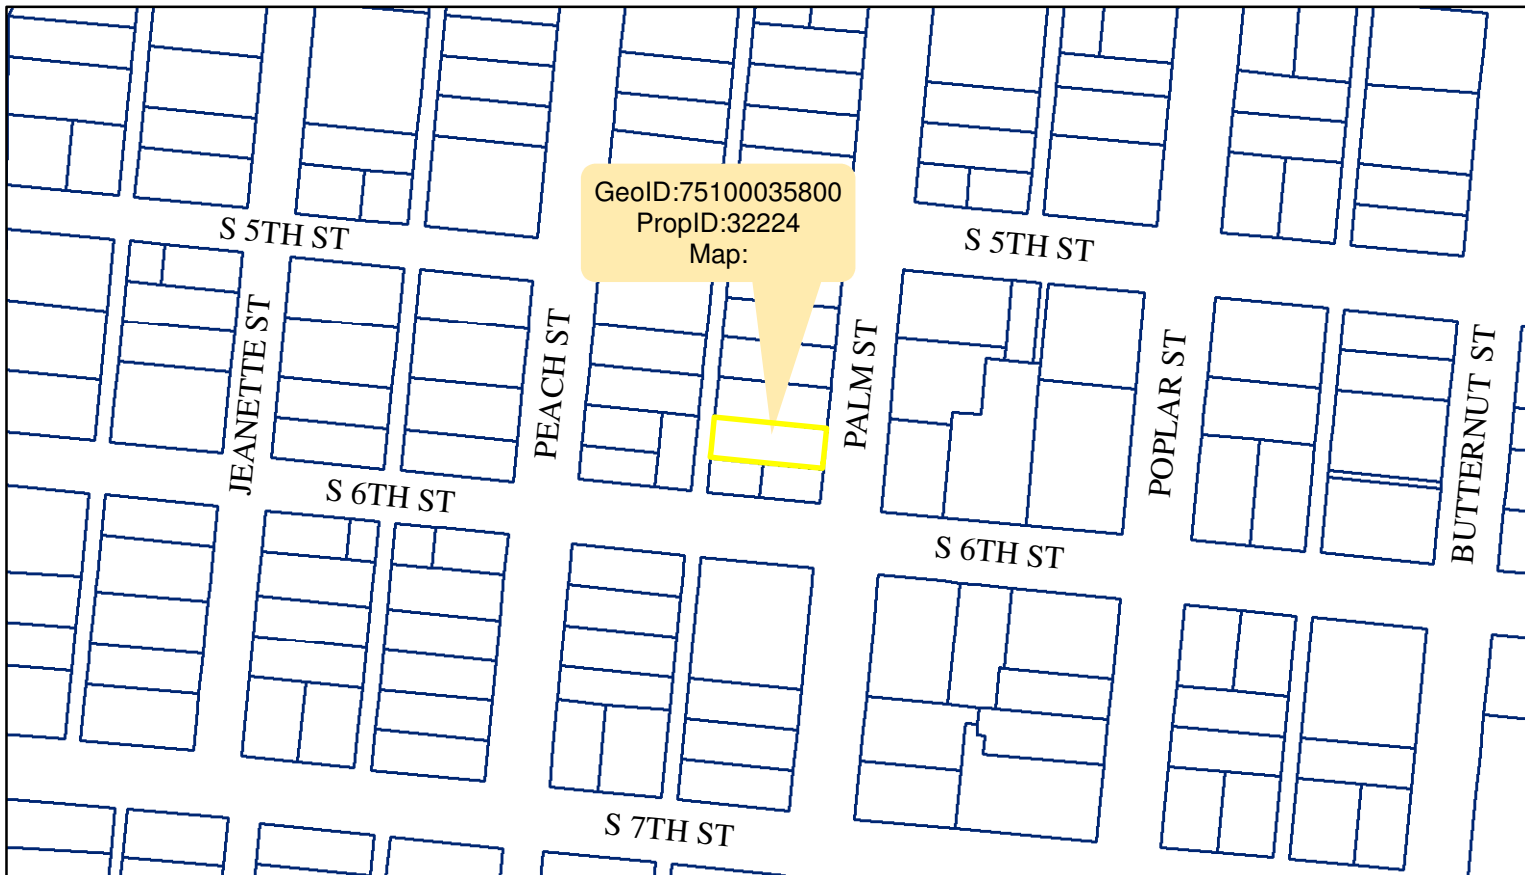 GeoID:75100035800
PropID:32224
Map:
S 5TH ST
S 5TH ST
JEANETTE ST
PEACH ST
PALM ST
POPLAR ST
BUTTERNUT ST
S 6TH ST
S 6TH ST
S 7TH ST